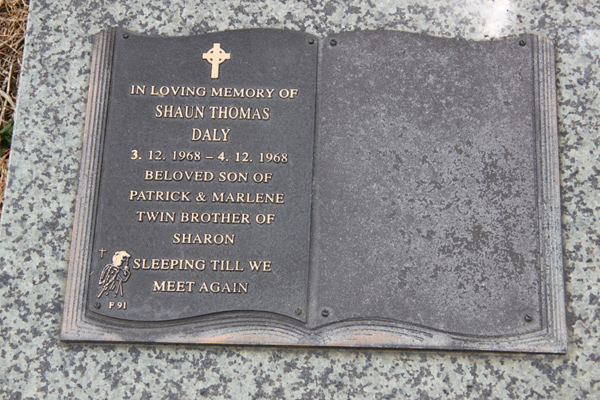 IN LOVING MEMORY OF
SHAUN THOMAS
DALY
3. 12. 1968 – 4. 12. 1968
BELOVED SON OF
PATRICK & MARLENE
TWIN BROTHER OF
SHARON
SLEEPING TILL WE
MEET AGAIN
F 91